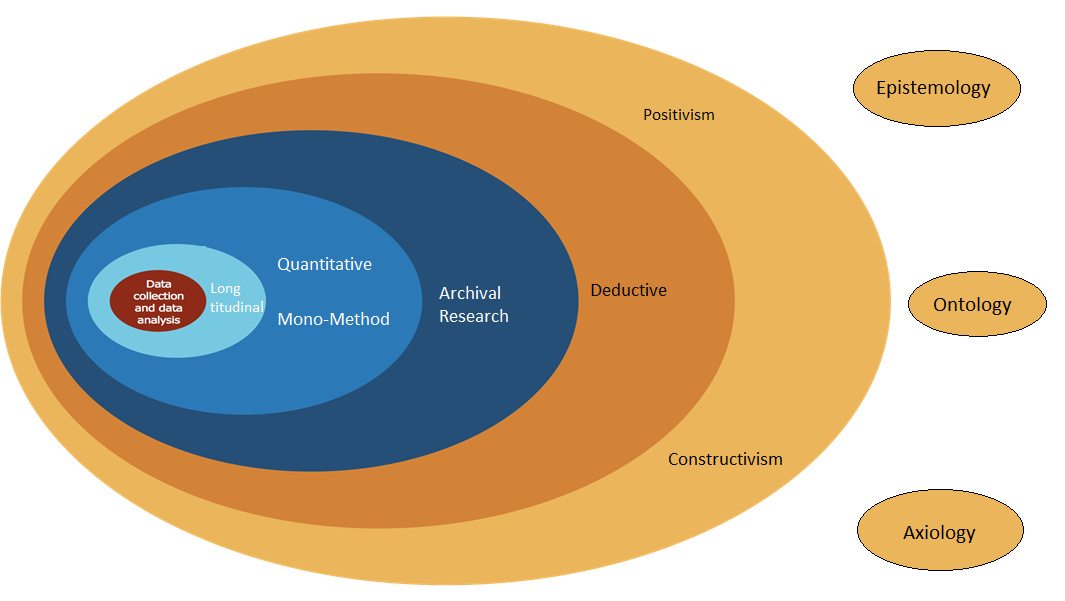 Epistemology
Positivism
Quantitative
Data
collection
and data
analysis
Long
titudinal
Mono-Method
Archival
Research
Deductive
Ontology
Constructivism
Axiology